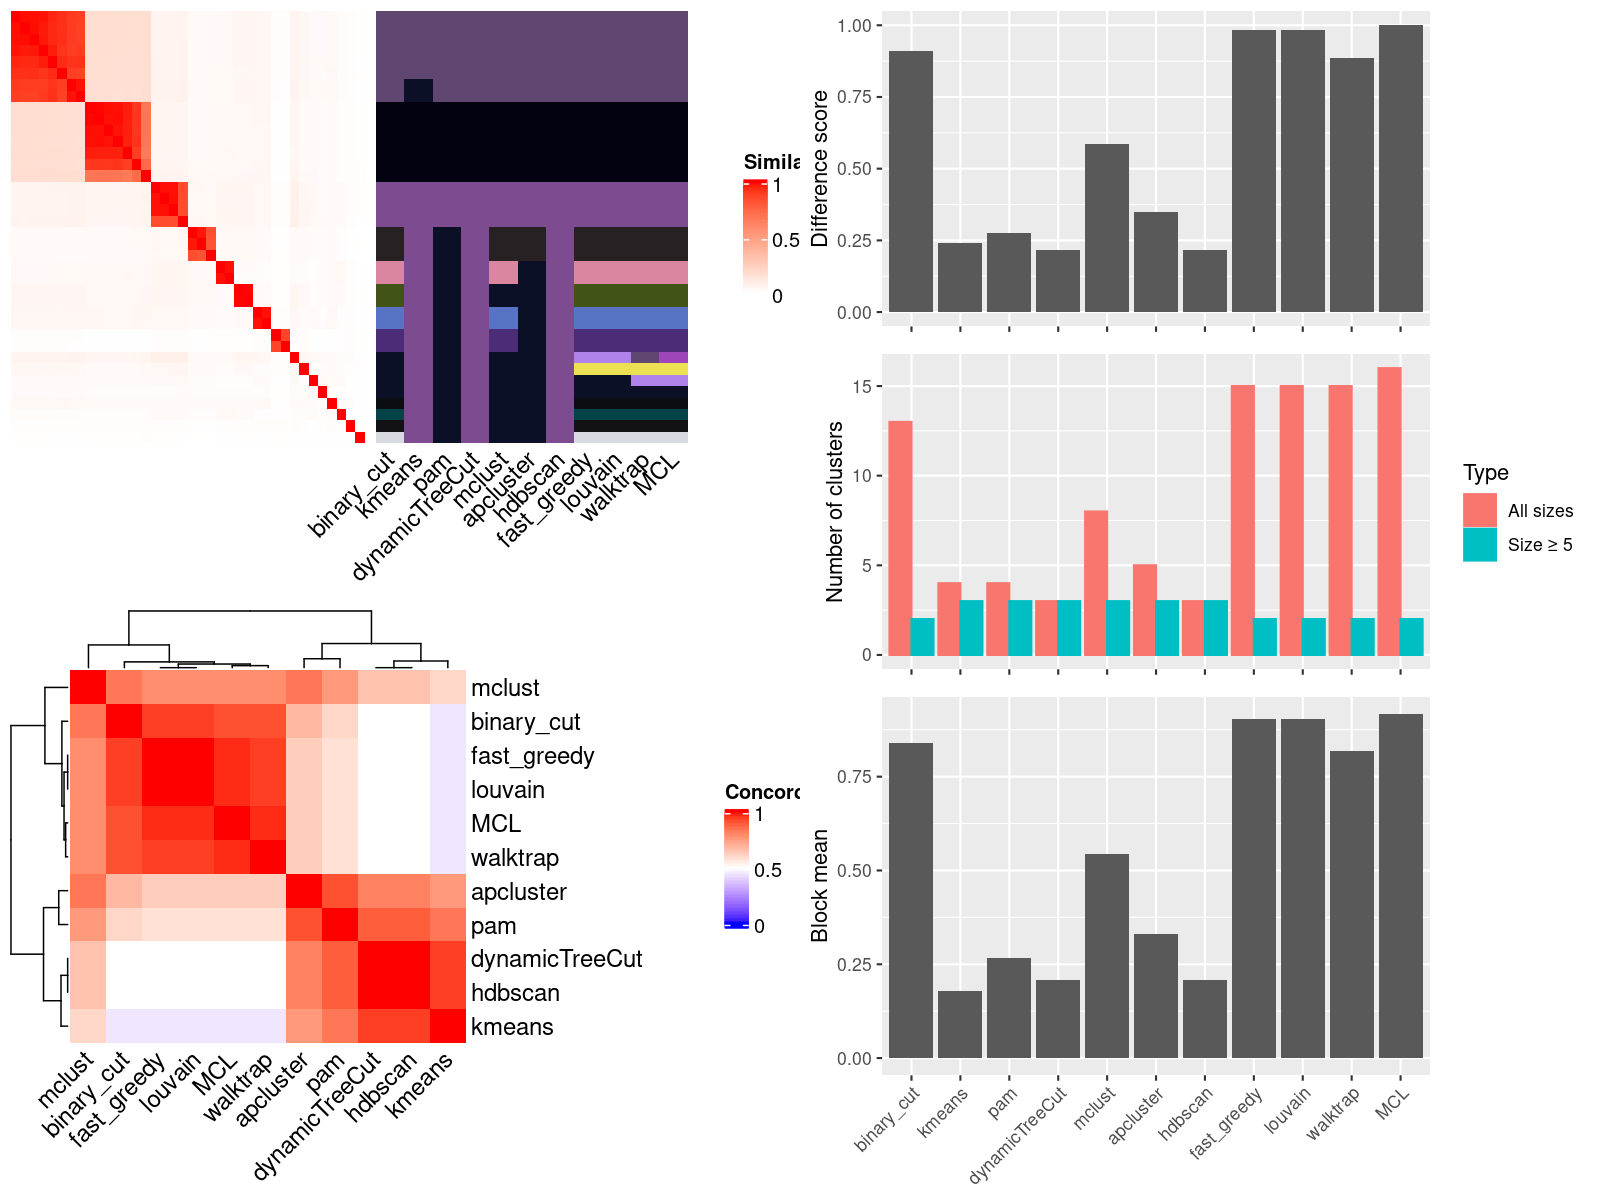 Simila
1
0.5
0
binary_cut
kmeans
pam
dynamicTreeCut
mclust
apcluster
hdbscan
fast_greedy
louvain
walktrap
MCL
mclust
binary_cut
fast_greedy
louvain
MCL
walktrap
apcluster
pam
dynamicTreeCut
hdbscan
kmeans
mclust
binary_cut
fast_greedy
louvain
MCL
walktrap
apcluster
pam
dynamicTreeCut
hdbscan
kmeans
Concord
1
0.5
0
Difference score
1.00
0.75
0.50
0.25
0.00
Number of clusters
15
10
5
0
Type
All sizes
Size ≥ 5
Block mean
0.75
0.50
0.25
0.00
binary_cut
kmeans
pam
dynamicTreeCut
mclust
apcluster
hdbscan
fast_greedy
louvain
walktrap
MCL